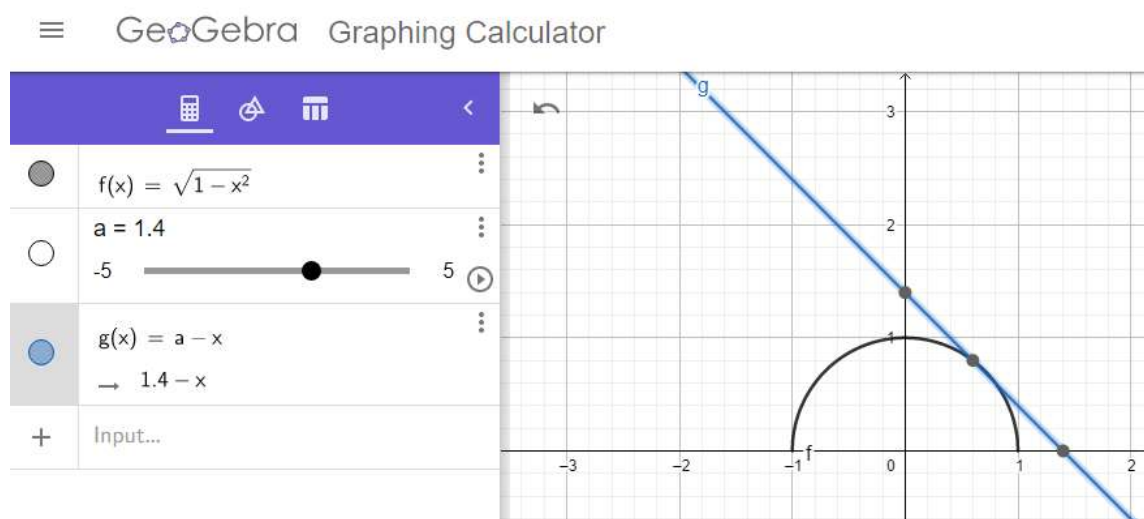 GeoGebra Graphing Calculator
f(x) = √1 − x²
a = 1.4
-5 5
g(x) = a − x
→ 1.4 − x
+ Input...
g
3
2
1
f
−3 −2 −1 0 1 2